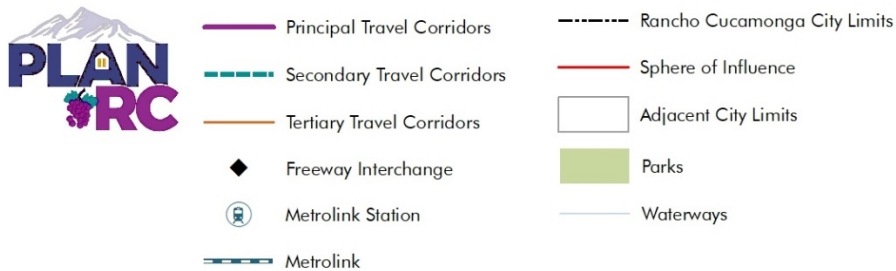 PLAN
RC
Principal Travel Corridors
Secondary Travel Corridors
Tertiary Travel Corridors
Freeway Interchange
Metrolink Station
Metrolink
Rancho Cucamonga City Limits
Sphere of Influence
Adjacent City Limits
Parks
Waterways